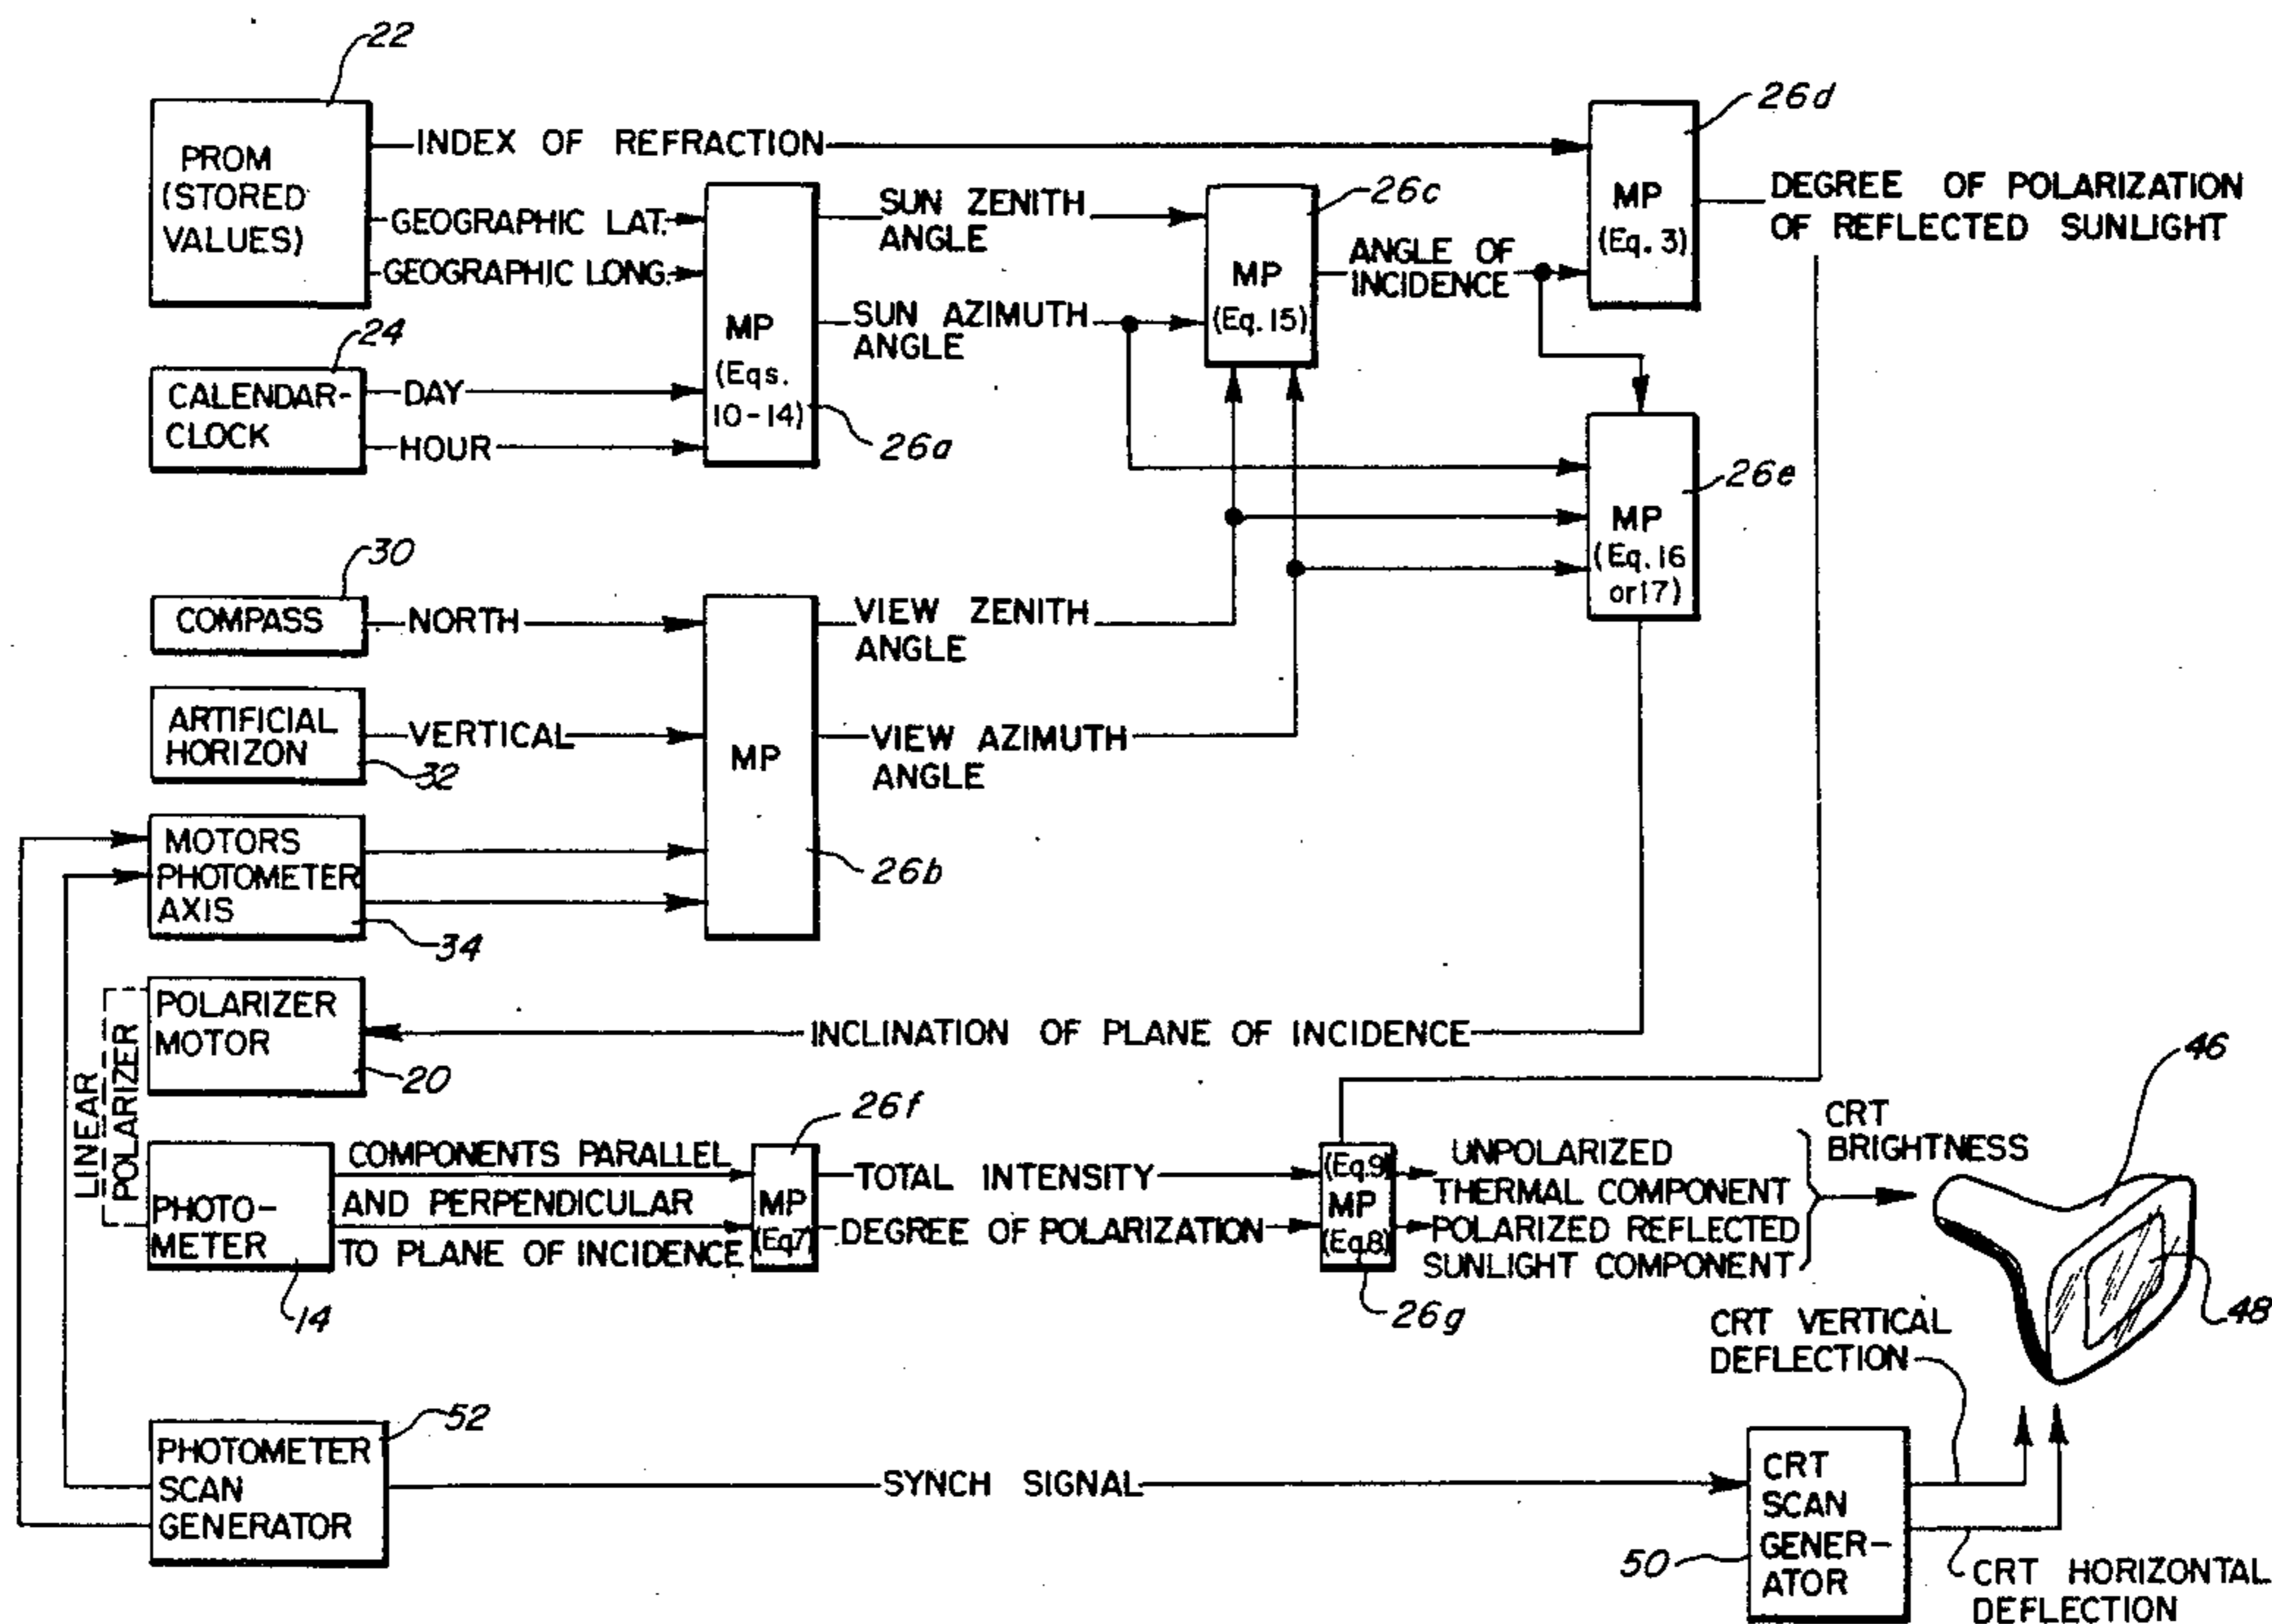 22
PROM
(STORED
VALUES)
INDEX OF REFRACTION
GEOGRAPHIC LAT.
GEOGRAPHIC LONG.
24
CALENDAR-
CLOCK
DAY
HOUR
MP
(Eqs.
10-14)
26a
SUN ZENITH
ANGLE
SUN AZIMUTH
ANGLE
26c
MP
(Eq. 15)
ANGLE OF
INCIDENCE
26d
MP
(Eq. 3)
DEGREE OF POLARIZATION
OF REFLECTED SUNLIGHT
26e
MP
(Eq. 16
or 17)
30
COMPASS
NORTH
ARTIFICIAL
HORIZON
32
VERTICAL
MOTORS
PHOTOMETER
AXIS
34
MP
26b
VIEW ZENITH
ANGLE
VIEW AZIMUTH
ANGLE
POLARIZER
MOTOR
20
INCLINATION OF PLANE OF INCIDENCE
LINEAR
POLARIZER
PHOTO-
METER
14
COMPONENTS PARALLEL
AND PERPENDICULAR
TO PLANE OF INCIDENCE
26f
MP
(Eq7)
TOTAL INTENSITY
DEGREE OF POLARIZATION
(Eq.9)
MP
(Eq.8)
26g
UNPOLARIZED
THERMAL COMPONENT
POLARIZED REFLECTED
SUNLIGHT COMPONENT
CRT
BRIGHTNESS
46
48
CRT VERTICAL
DEFLECTION
52
PHOTOMETER
SCAN
GENERATOR
SYNCH SIGNAL
CRT
SCAN
GENER-
ATOR
50
CRT HORIZONTAL
DEFLECTION